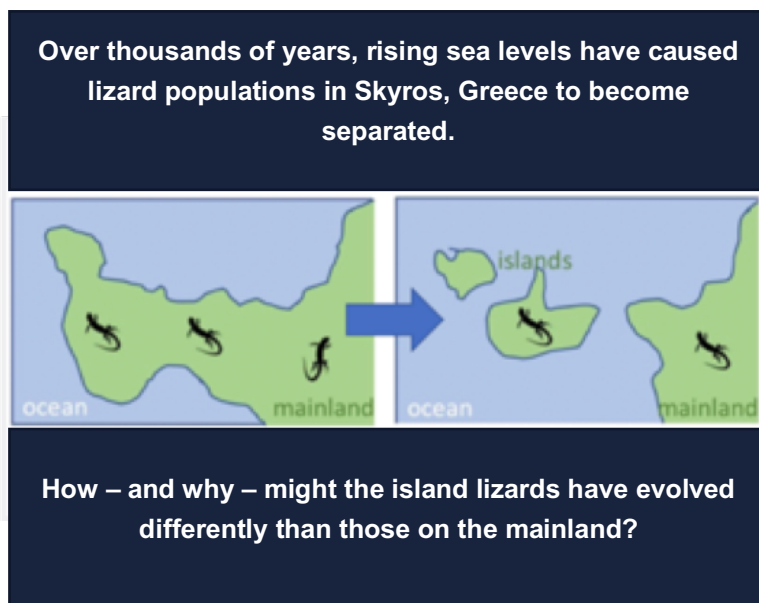 Over thousands of years, rising sea levels have caused
lizard populations in Skyros, Greece to become
separated.
islands
ocean
mainland
ocean
mainland
How – and why – might the island lizards have evolved
differently than those on the mainland?